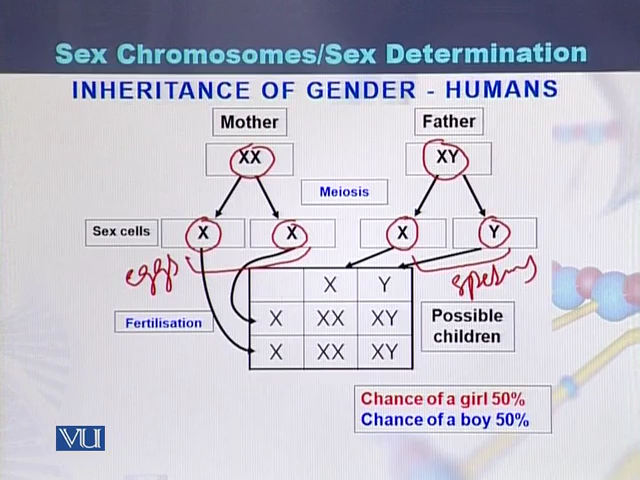 Sex Chromosomes/Sex Determination
INHERITANCE OF GENDER - HUMANS
Mother Father
XX XY
Meiosis
Sex cells X X X Y
eggs sperms
X Y
Fertilisation X XX XY Possible
children
X XX XY
Chance of a girl 50%
Chance of a boy 50%
VU